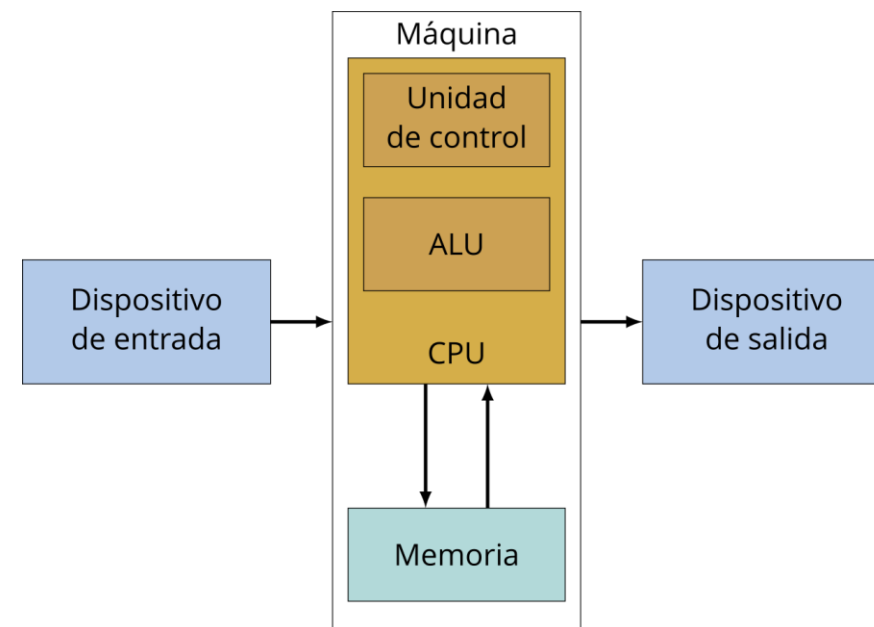 Máquina
Unidad
de control
ALU
CPU
Dispositivo
de entrada
Dispositivo
de salida
Memoria